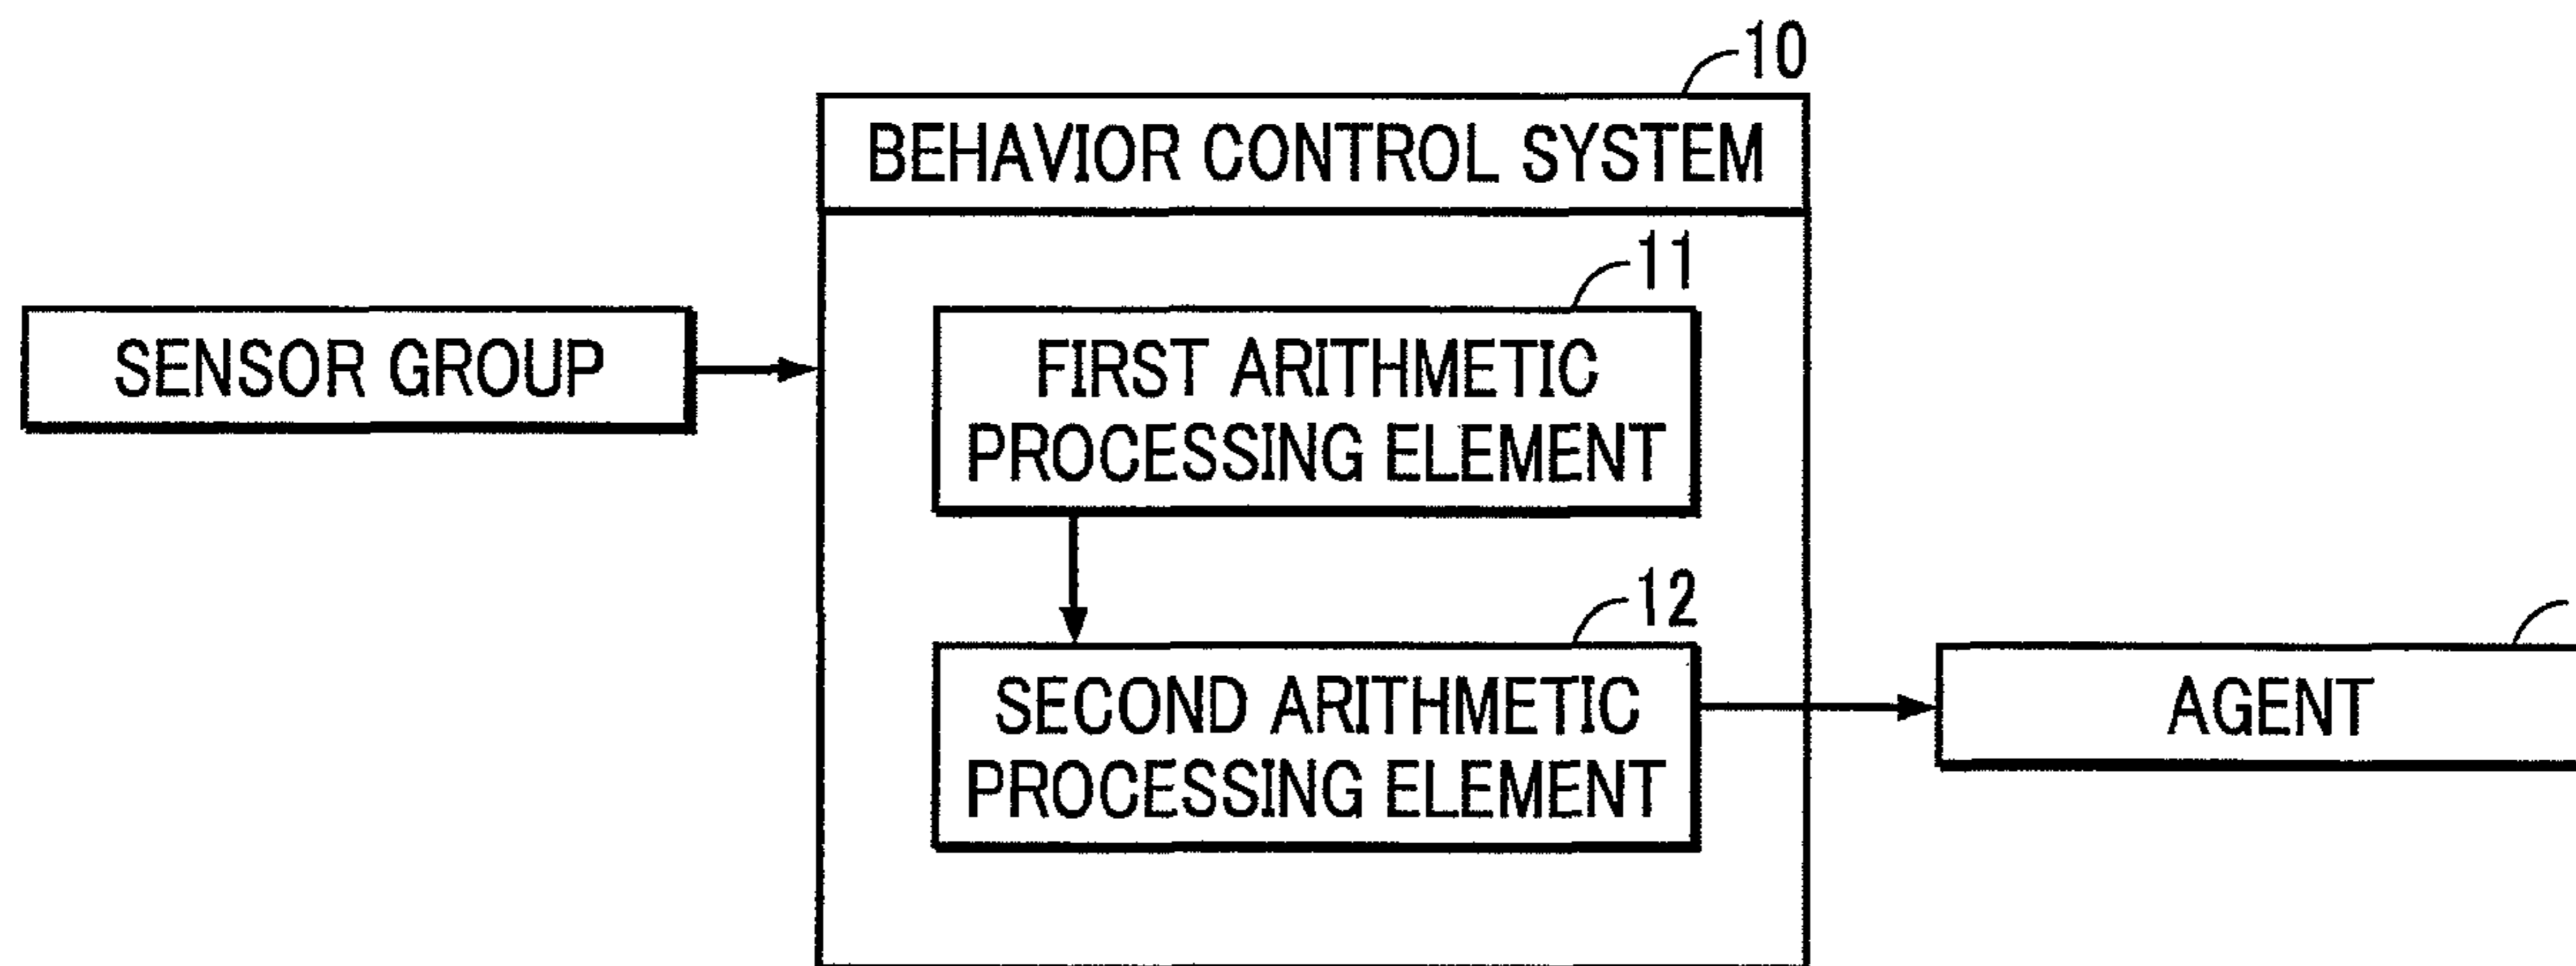 10
BEHAVIOR CONTROL SYSTEM
11
SENSOR GROUP
FIRST ARITHMETIC
PROCESSING ELEMENT
12
SECOND ARITHMETIC
PROCESSING ELEMENT
AGENT